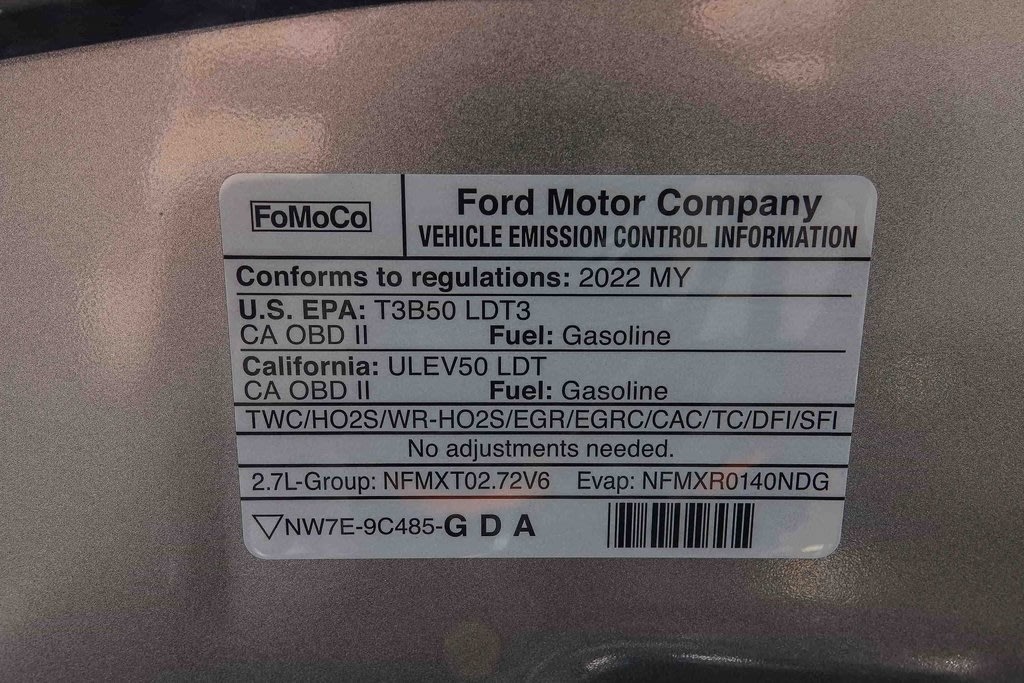 FoMoCo
Ford Motor Company
VEHICLE EMISSION CONTROL INFORMATION
Conforms to regulations: 2022 MY
U.S. EPA: T3B50 LDT3
CA OBD II Fuel: Gasoline
California: ULEV50 LDT
CA OBD II Fuel: Gasoline
TWC/HO2S/WR-HO2S/EGR/EGRC/CAC/TC/DFI/SFI
No adjustments needed.
2.7L-Group: NFMXT02.72V6 Evap: NFMXR0140NDG
NW7E-9C485-G D A